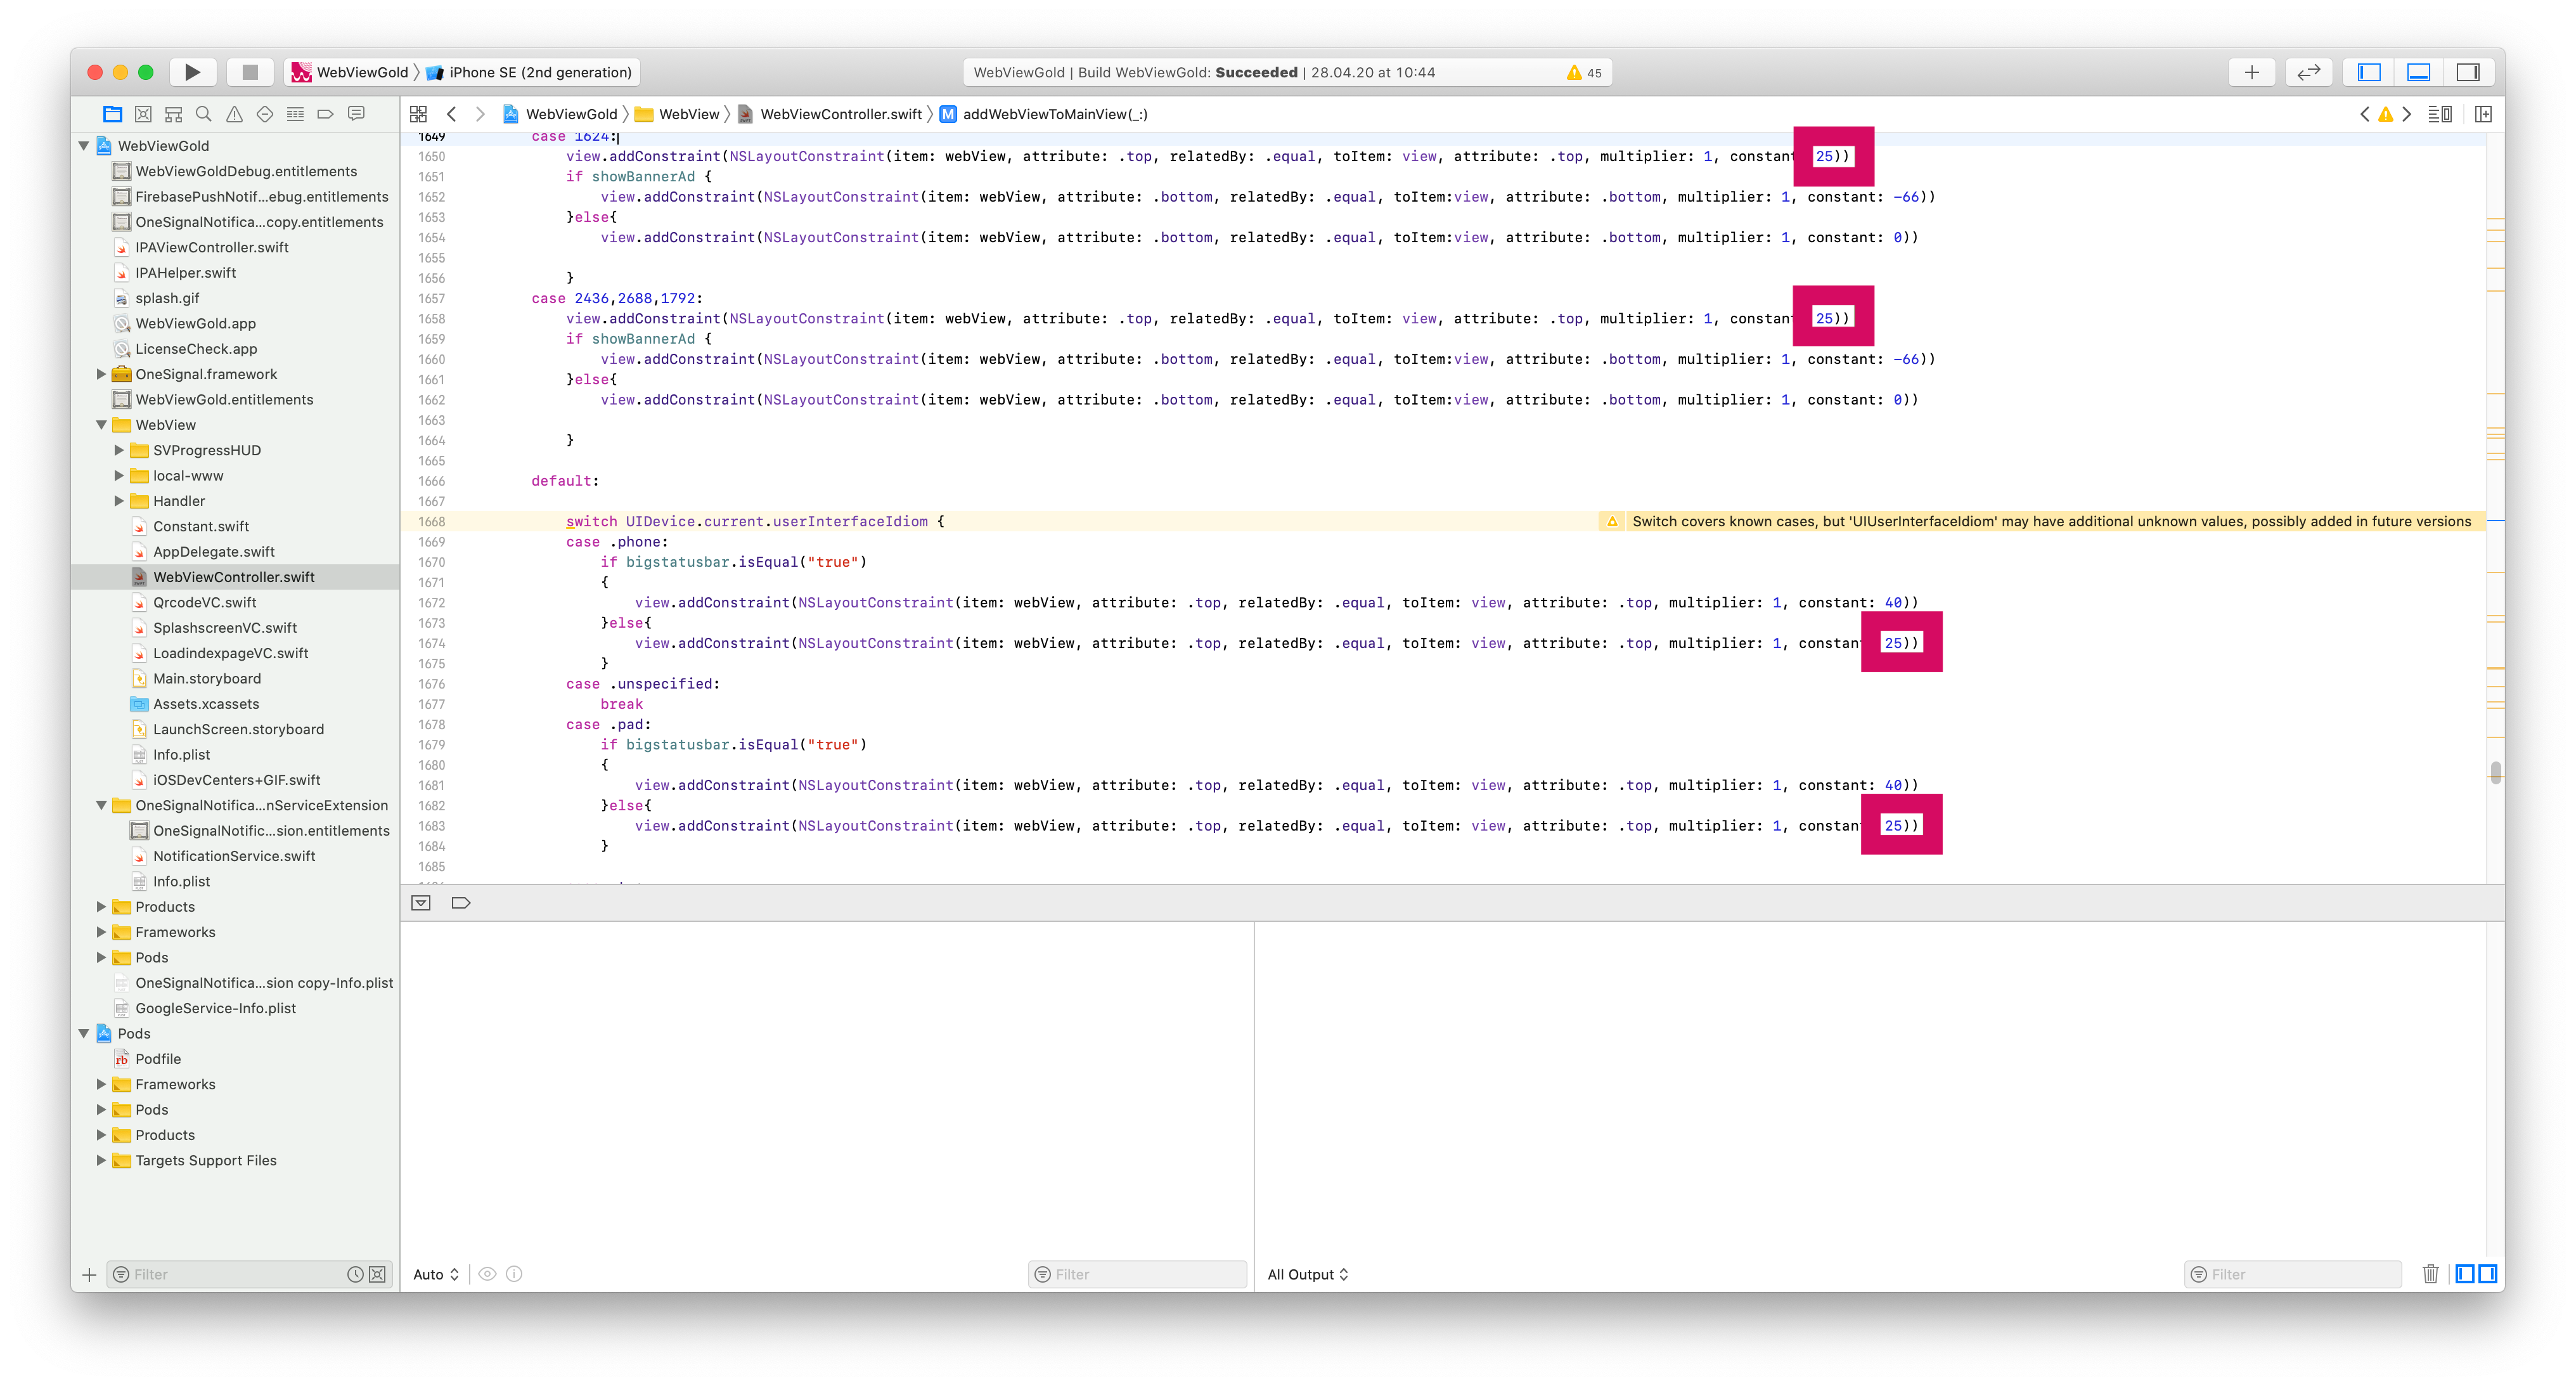 WebViewGold 〉 iPhone SE (2nd generation)
WebViewGold | Build WebViewGold: Succeeded | 28.04.20 at 10:44
45
WebViewGold 〉 WebView 〉 WebViewController.swift 〉 M addWebViewToMainView(_:)
WebViewGold
WebViewGoldDebug.entitlements
FirebasePushNotif...ebug.entitlements
OneSignalNotifica...copy.entitlements
IPAViewController.swift
IPAHelper.swift
splash.gif
WebViewGold.app
LicenseCheck.app
OneSignal.framework
WebViewGold.entitlements
WebView
SVProgressHUD
local-www
Handler
Constant.swift
AppDelegate.swift
WebViewController.swift
QrcodeVC.swift
SplashscreenVC.swift
LoadindexpageVC.swift
Main.storyboard
Assets.xcassets
LaunchScreen.storyboard
Info.plist
iOSDevCenters+GIF.swift
OneSignalNotifica...nServiceExtension
OneSignalNotific...sion.entitlements
NotificationService.swift
Info.plist
Products
Frameworks
Pods
OneSignalNotifica...sion copy-Info.plist
GoogleService-Info.plist
Pods
rb Podfile
Frameworks
Pods
Products
Targets Support Files
Filter
1649 case 1624:
1650 view.addConstraint(NSLayoutConstraint(item: webView, attribute: .top, relatedBy: .equal, toItem: view, attribute: .top, multiplier: 1, constant 25))
1651 if showBannerAd {
1652 view.addConstraint(NSLayoutConstraint(item: webView, attribute: .bottom, relatedBy: .equal, toItem:view, attribute: .bottom, multiplier: 1, constant: -66))
1653 }else{
1654 view.addConstraint(NSLayoutConstraint(item: webView, attribute: .bottom, relatedBy: .equal, toItem:view, attribute: .bottom, multiplier: 1, constant: 0))
1655
1656 }
1657 case 2436,2688,1792:
1658 view.addConstraint(NSLayoutConstraint(item: webView, attribute: .top, relatedBy: .equal, toItem: view, attribute: .top, multiplier: 1, constant 25))
1659 if showBannerAd {
1660 view.addConstraint(NSLayoutConstraint(item: webView, attribute: .bottom, relatedBy: .equal, toItem:view, attribute: .bottom, multiplier: 1, constant: -66))
1661 }else{
1662 view.addConstraint(NSLayoutConstraint(item: webView, attribute: .bottom, relatedBy: .equal, toItem:view, attribute: .bottom, multiplier: 1, constant: 0))
1663
1664 }
1665
1666 default:
1667
1668 switch UIDevice.current.userInterfaceIdiom { Switch covers known cases, but 'UIUserInterfaceIdiom' may have additional unknown values, possibly added in future versions
1669 case .phone:
1670 if bigstatusbar.isEqual("true")
1671 {
1672 view.addConstraint(NSLayoutConstraint(item: webView, attribute: .top, relatedBy: .equal, toItem: view, attribute: .top, multiplier: 1, constant: 40))
1673 }else{
1674 view.addConstraint(NSLayoutConstraint(item: webView, attribute: .top, relatedBy: .equal, toItem: view, attribute: .top, multiplier: 1, constant 25))
1675 }
1676 case .unspecified:
1677 break
1678 case .pad:
1679 if bigstatusbar.isEqual("true")
1680 {
1681 view.addConstraint(NSLayoutConstraint(item: webView, attribute: .top, relatedBy: .equal, toItem: view, attribute: .top, multiplier: 1, constant: 40))
1682 }else{
1683 view.addConstraint(NSLayoutConstraint(item: webView, attribute: .top, relatedBy: .equal, toItem: view, attribute: .top, multiplier: 1, constant 25))
1684 }
1685
Auto
Filter
All Output
Filter